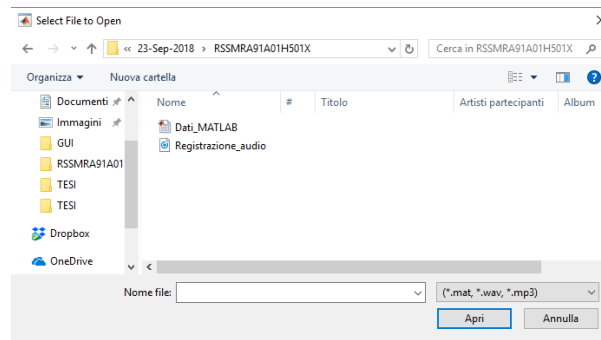 Select File to Open
« 23-Sep-2018 › RSSMRA91A01H501X
Cerca in RSSMRA91A01H501X
Organizza Nuova cartella
Nome # Titolo Artisti partecipanti Album
Documenti
Immagini
GUI
RSSMRA91A01
TESI
TESI
Dropbox
OneDrive
Dati_MATLAB
Registrazione_audio
Nome file: (*.mat, *.wav, *.mp3)
Apri Annulla